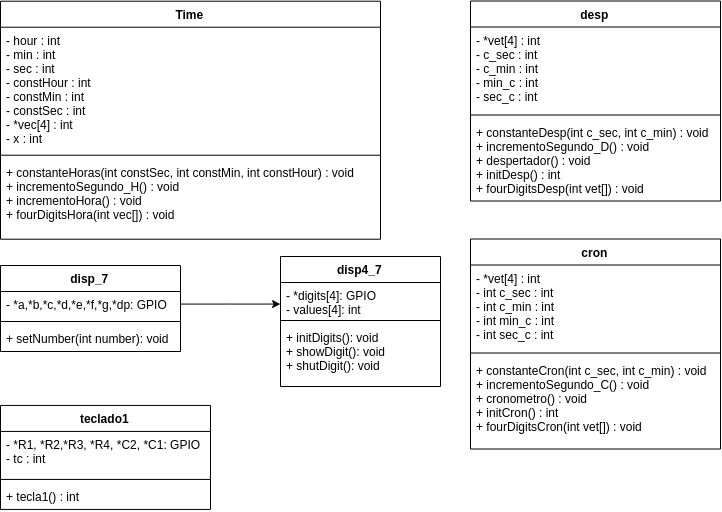 Time
- hour : int
- min : int
- sec : int
- constHour : int
- constMin : int
- constSec : int
- *vec[4] : int
- x : int
+ constanteHoras(int constSec, int constMin, int constHour) : void
+ incrementoSegundo_H() : void
+ incrementoHora() : void
+ fourDigitsHora(int vec[]) : void
desp
- *vet[4] : int
- c_sec : int
- c_min : int
- min_c : int
- sec_c : int
+ constanteDesp(int c_sec, int c_min) : void
+ incrementoSegundo_D() : void
+ despertador() : void
+ initDesp() : int
+ fourDigitsDesp(int vet[]) : void
disp_7
- *a,*b,*c,*d,*e,*f,*g,*dp: GPIO
+ setNumber(int number): void
disp4_7
- *digits[4]: GPIO
- values[4]: int
+ initDigits(): void
+ showDigit(): void
+ shutDigit(): void
cron
- *vet[4] : int
- int c_sec : int
- int c_min : int
- int min_c : int
- int sec_c : int
+ constanteCron(int c_sec, int c_min) : void
+ incrementoSegundo_C() : void
+ cronometro() : void
+ initCron() : int
+ fourDigitsCron(int vet[]) : void
teclado1
- *R1, *R2,*R3, *R4, *C2, *C1: GPIO
- tc : int
+ tecla1() : int